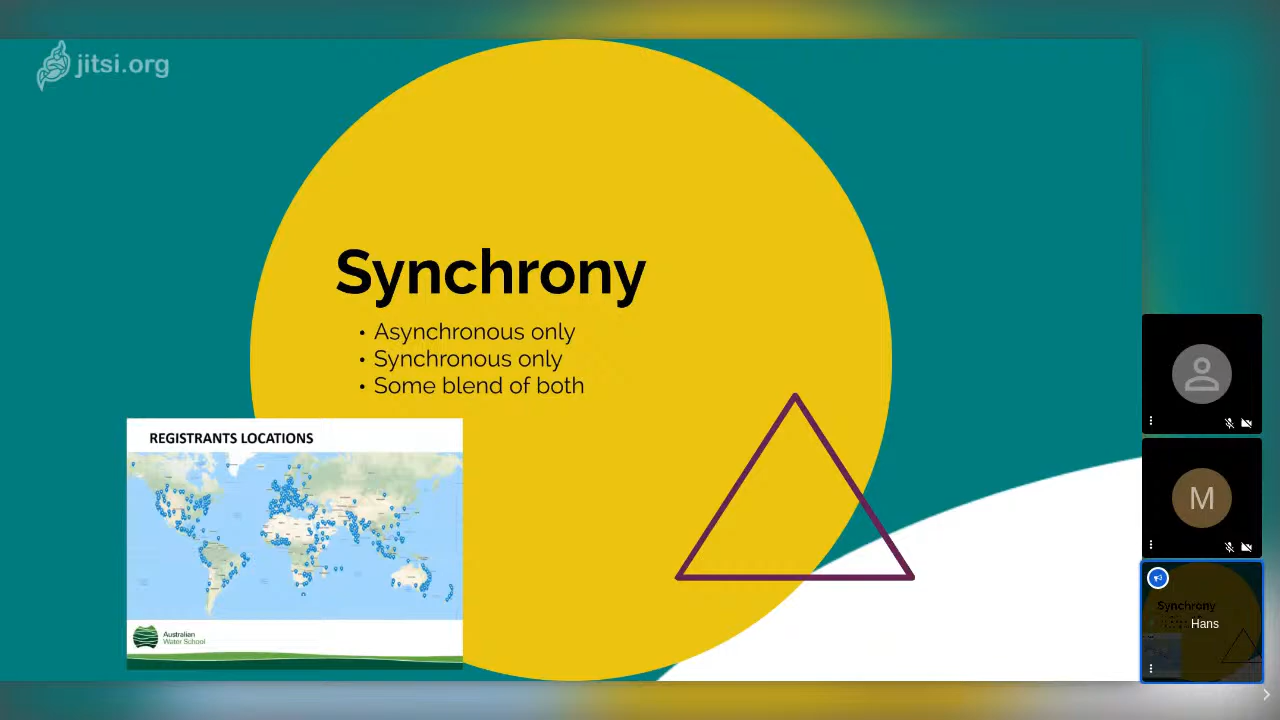 jitsi.org
Synchrony
• Asynchronous only
• Synchronous only
• Some blend of both
REGISTRANTS LOCATIONS
Australian
Water School
M
Synchrony
Hans